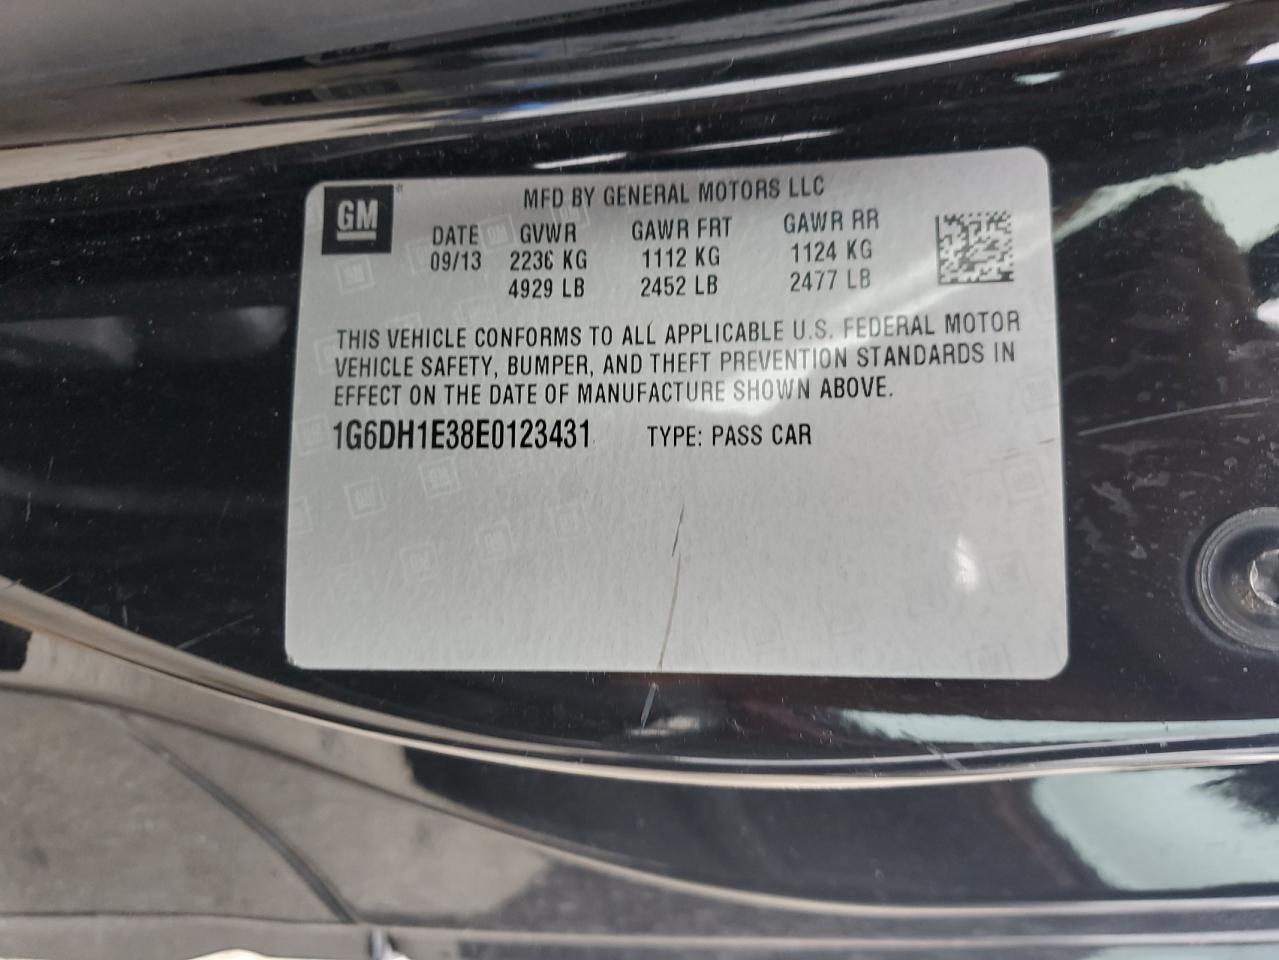 GM
MFD BY GENERAL MOTORS LLC
DATE GVWR GAWR FRT GAWR RR
09/13 2236 KG 1112 KG 1124 KG
4929 LB 2452 LB 2477 LB
THIS VEHICLE CONFORMS TO ALL APPLICABLE U.S. FEDERAL MOTOR
VEHICLE SAFETY, BUMPER, AND THEFT PREVENTION STANDARDS IN
EFFECT ON THE DATE OF MANUFACTURE SHOWN ABOVE.
1G6DH1E38E0123431 TYPE: PASS CAR